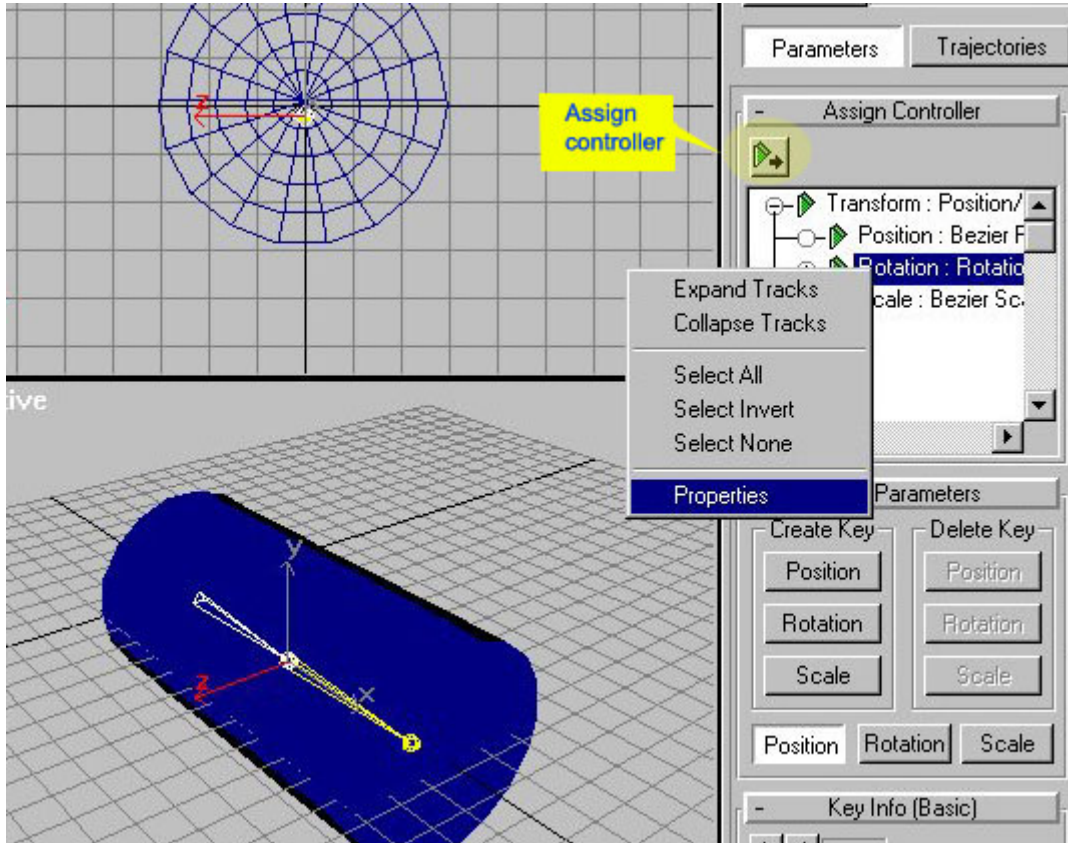 Parameters
Trajectories
Assign Controller
Assign
controller
Transform : Position/
Position : Bezier
Rotation : Rotatio
cale : Bezier Sc
Expand Tracks
Collapse Tracks
Select All
Select Invert
Select None
Properties
Parameters
Create Key
Delete Key
Position
Position
Rotation
Rotation
Scale
Scale
Position
Rotation
Scale
Key Info (Basic)
ive
z
y
z
x